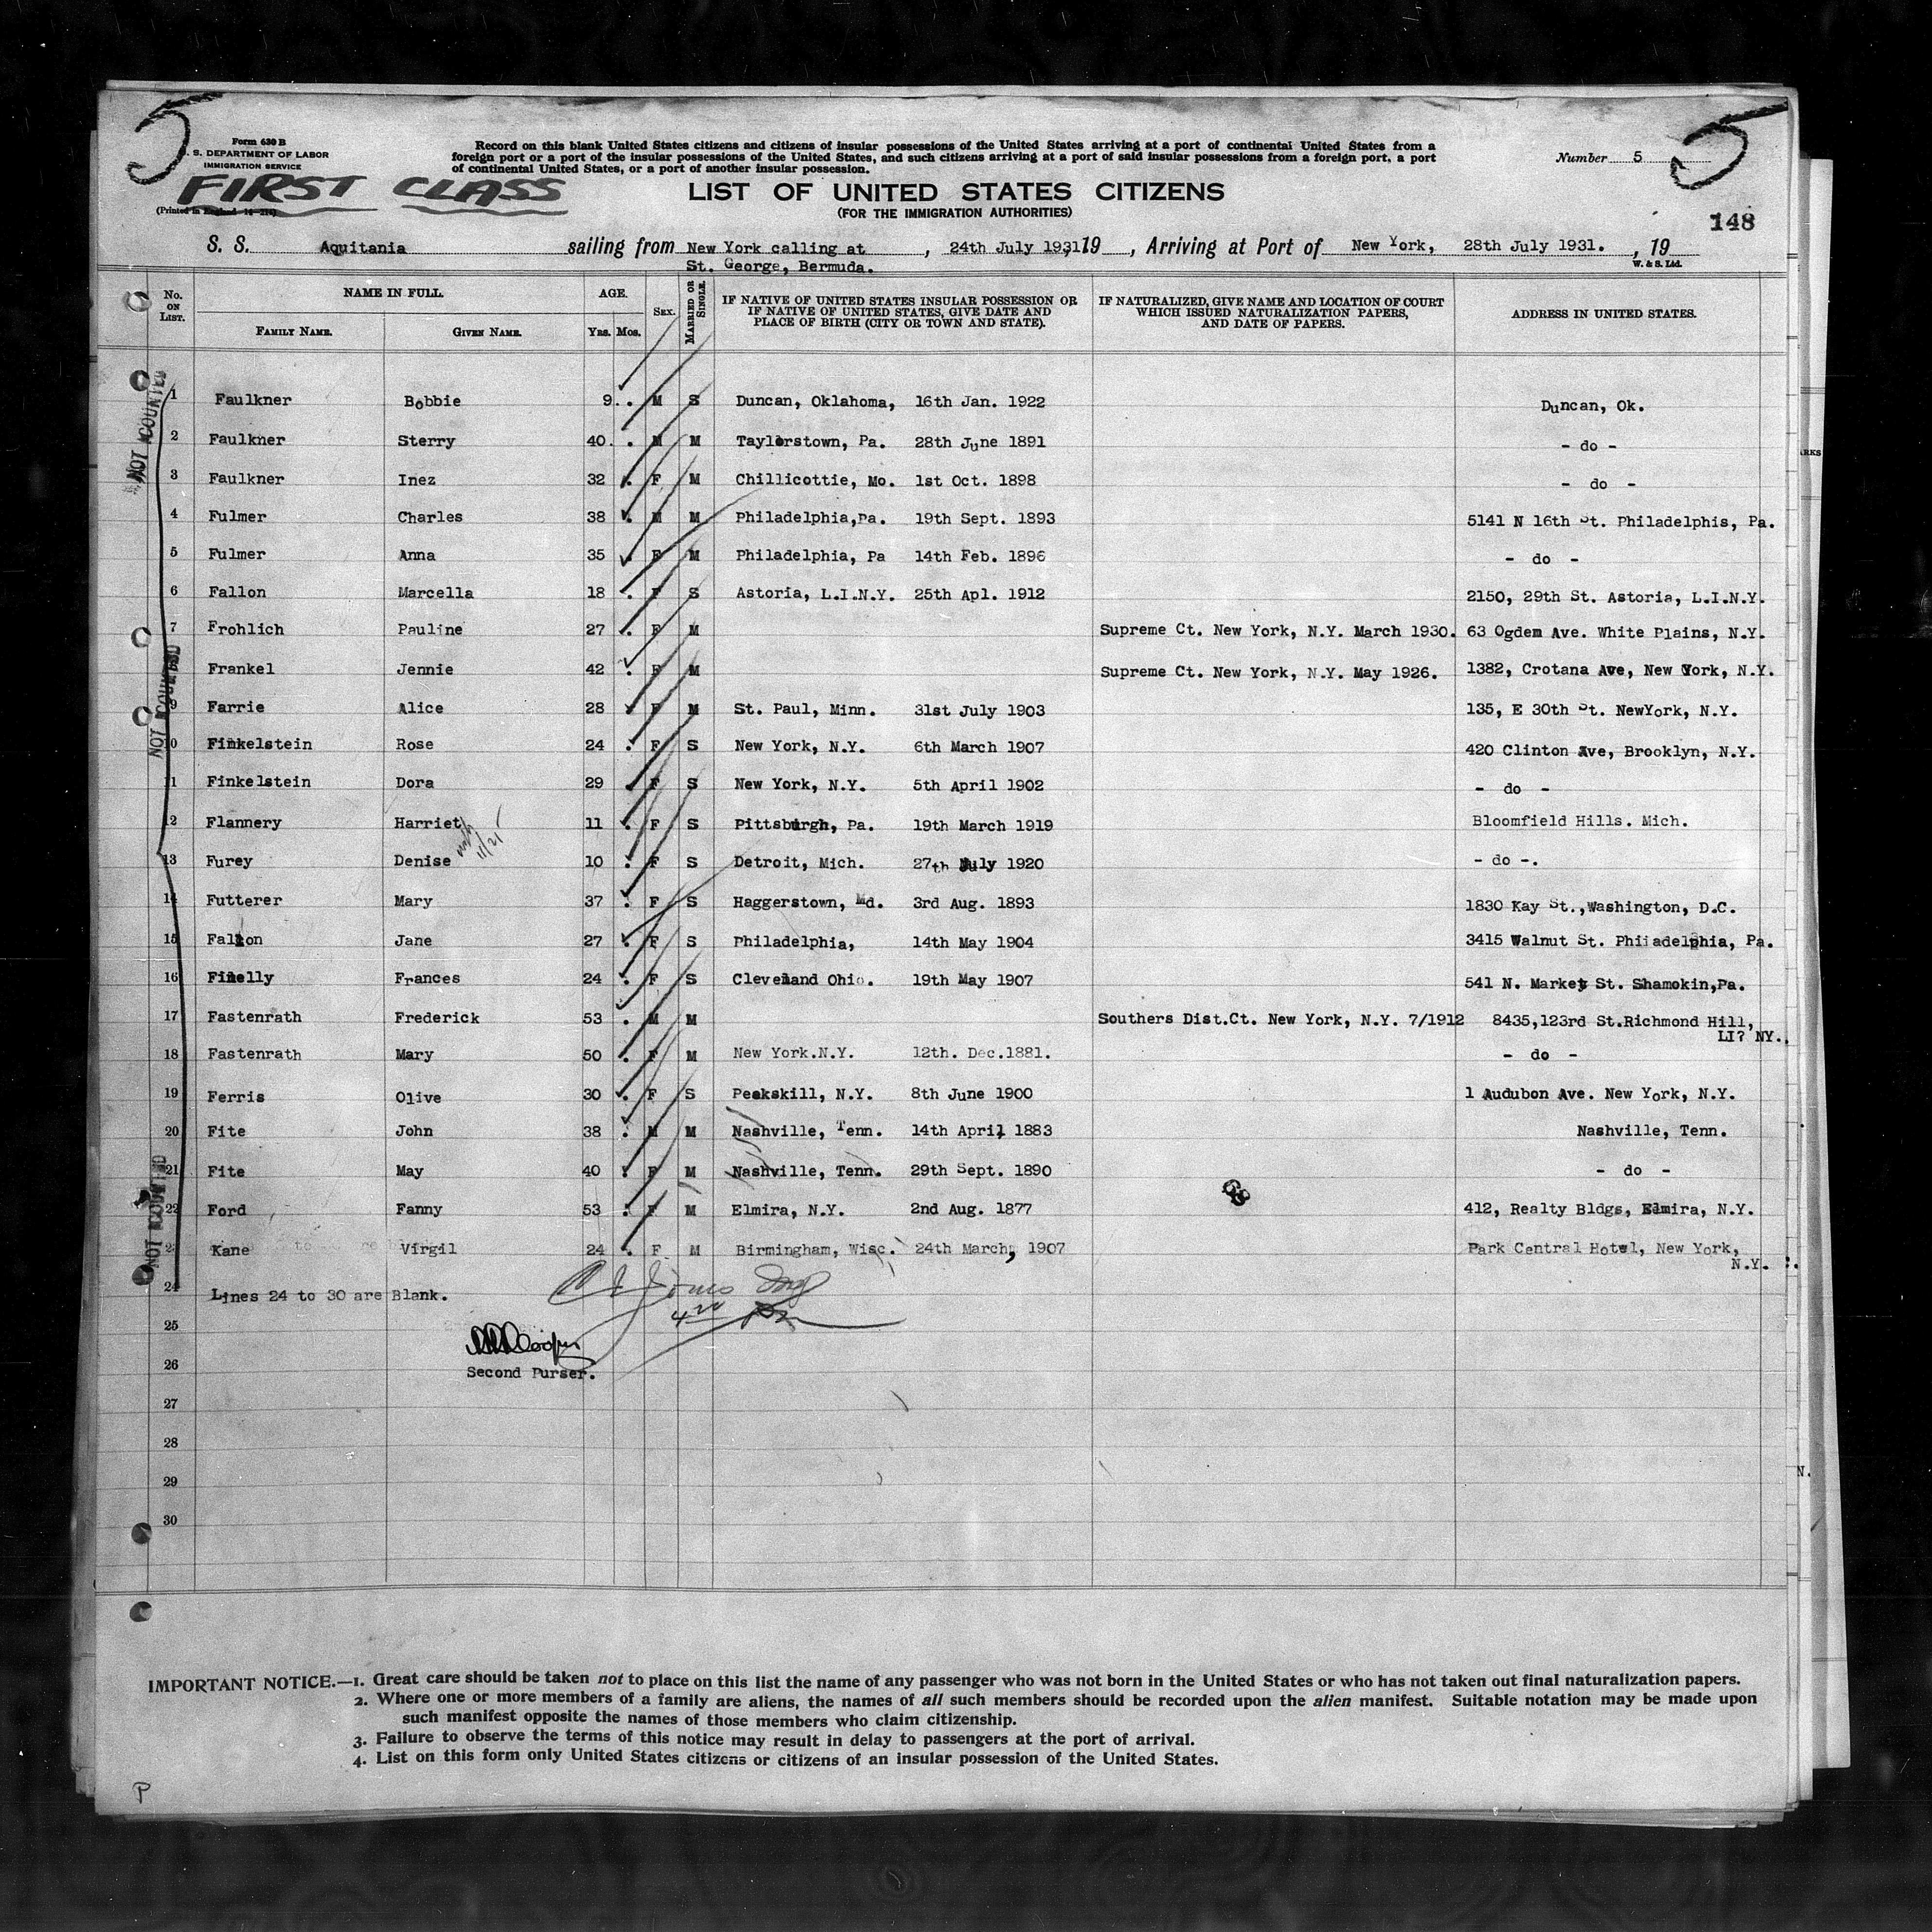 5 5
Form 630 B
U. S. DEPARTMENT OF LABOR
IMMIGRATION SERVICE
FIRST CLASS
Record on this blank United States citizens and citizens of insular possessions of the United States arriving at a port of continental United States from a
foreign port or a port of the insular possessions of the United States, and such citizens arriving at a port of said insular possessions from a foreign port, a port
of continental United States, or a port of another insular possession.
Number 5
LIST OF UNITED STATES CITIZENS
(FOR THE IMMIGRATION AUTHORITIES)
148
S. S. Aquitania sailing from New York calling at , 24th July 1931 19 , Arriving at Port of New York, 28th July 1931. , 19
St. George, Bermuda.
W. & S. Ltd.
No. ON LIST. NAME IN FULL. AGE. SEX. MARRIED OR SINGLE. IF NATIVE OF UNITED STATES INSULAR POSSESSION OR IF NATIVE OF UNITED STATES, GIVE DATE AND PLACE OF BIRTH (CITY OR TOWN AND STATE). IF NATURALIZED, GIVE NAME AND LOCATION OF COURT WHICH ISSUED NATURALIZATION PAPERS, AND DATE OF PAPERS. ADDRESS IN UNITED STATES.
FAMILY NAME. GIVEN NAME. YRS. MOS.
1 Faulkner Bobbie 9 M S Duncan, Oklahoma, 16th Jan. 1922 Duncan, Ok.
2 Faulkner Sterry 40 M M Taylorstown, Pa. 28th June 1891 - do -
3 Faulkner Inez 32 F M Chillicottie, Mo. 1st Oct. 1898 - do -
4 Fulmer Charles 38 M M Philadelphia,Pa. 19th Sept. 1893 5141 N 16th St. Philadelphis, Pa.
5 Fulmer Anna 35 F M Philadelphia, Pa 14th Feb. 1896 - do -
6 Fallon Marcella 18 F S Astoria, L.I.N.Y. 25th Apl. 1912 2150, 29th St. Astoria, L.I.N.Y.
7 Frohlich Pauline 27 F M Supreme Ct. New York, N.Y. March 1930. 63 Ogden Ave. White Plains, N.Y.
Frankel Jennie 42 F M Supreme Ct. New York, N.Y. May 1926. 1382, Crotana Ave, New York, N.Y.
9 Farrie Alice 28 F M St. Paul, Minn. 31st July 1903 135, E 30th St. NewYork, N.Y.
10 Finkelstein Rose 24 F S New York, N.Y. 6th March 1907 420 Clinton Ave, Brooklyn, N.Y.
11 Finkelstein Dora 29 F S New York, N.Y. 5th April 1902 - do -
12 Flannery Harriet 11 F S Pittsburgh, Pa. 19th March 1919 Bloomfield Hills. Mich.
11/21
13 Furey Denise 10 F S Detroit, Mich. 27th July 1920 - do -.
14 Futterer Mary 37 F S Haggerstown, Md. 3rd Aug. 1893 1830 Kay St.,Washington, D.C.
15 Fallon Jane 27 F S Philadelphia, 14th May 1904 3415 Walnut St. Philadelphia, Pa.
16 Finelly Frances 24 F S Cleveland Ohio. 19th May 1907 541 N. Market St. Shamokin,Pa.
17 Fastenrath Frederick 53 M M Southers Dist.Ct. New York, N.Y. 7/1912 8435,123rd St.Richmond Hill,
LI? NY.
18 Fastenrath Mary 50 F M New York.N.Y. 12th. Dec.1881. - do -
19 Ferris Olive 30 F S Peekskill, N.Y. 8th June 1900 1 Audubon Ave. New York, N.Y.
20 Fite John 38 M M Nashville, Tenn. 14th April 1883 Nashville, Tenn.
21 Fite May 40 F M Nashville, Tenn. 29th Sept. 1890 - do -
22 Ford Fanny 53 F M Elmira, N.Y. 2nd Aug. 1877 412, Realty Bldgs, Elmira, N.Y.
23 Kane Virgil 24 F M Birmingham, Wisc. 24th March, 1907 Park Central Hotel, New York,
N.Y.
24 Lines 24 to 30 are Blank.
25
26
Second Purser.
27
28
29
30
NOT COUNTED
NOT COUNTED
NOT COUNTED
IMPORTANT NOTICE.—1. Great care should be taken not to place on this list the name of any passenger who was not born in the United States or who has not taken out final naturalization papers.
2. Where one or more members of a family are aliens, the names of all such members should be recorded upon the alien manifest. Suitable notation may be made upon
such manifest opposite the names of those members who claim citizenship.
3. Failure to observe the terms of this notice may result in delay to passengers at the port of arrival.
4. List on this form only United States citizens or citizens of an insular possession of the United States.
P